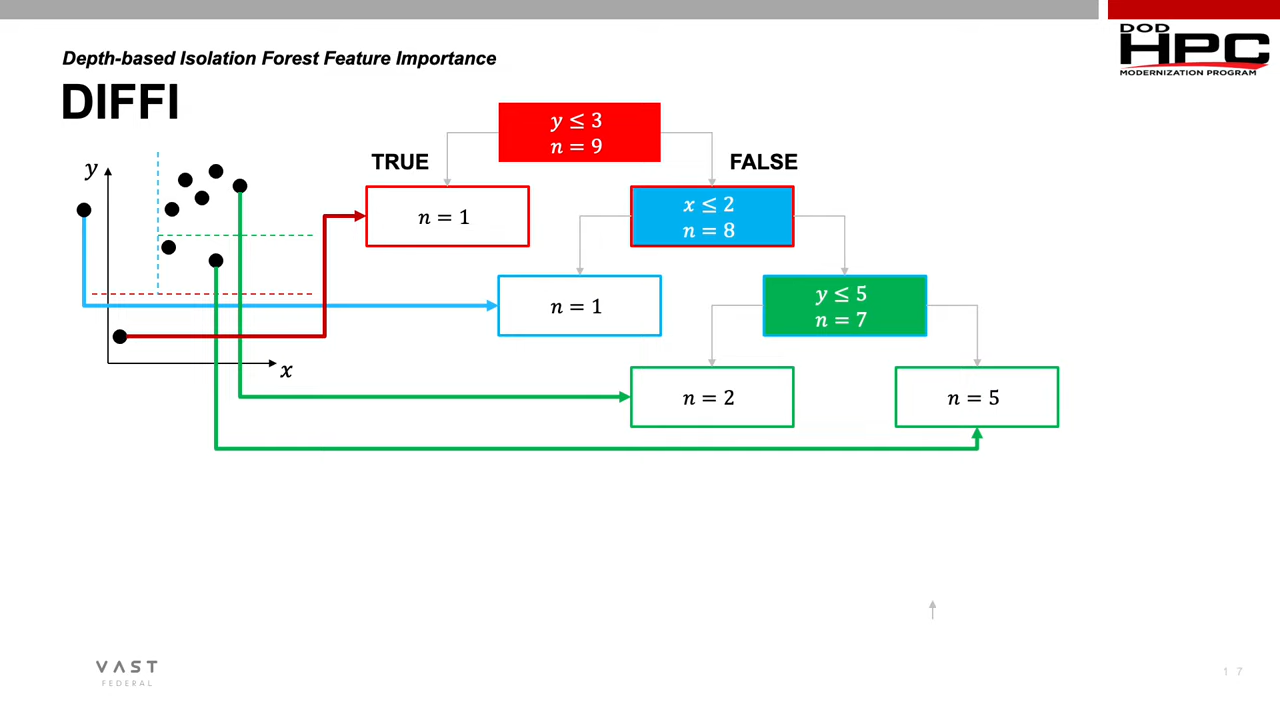 Depth-based Isolation Forest Feature Importance
DIFFI
DOD
HPC
MODERNIZATION PROGRAM
y ≤ 3
n = 9
TRUE
FALSE
y
n = 1
x ≤ 2
n = 8
n = 1
y ≤ 5
n = 7
x
n = 2
n = 5
VAST
FEDERAL
17